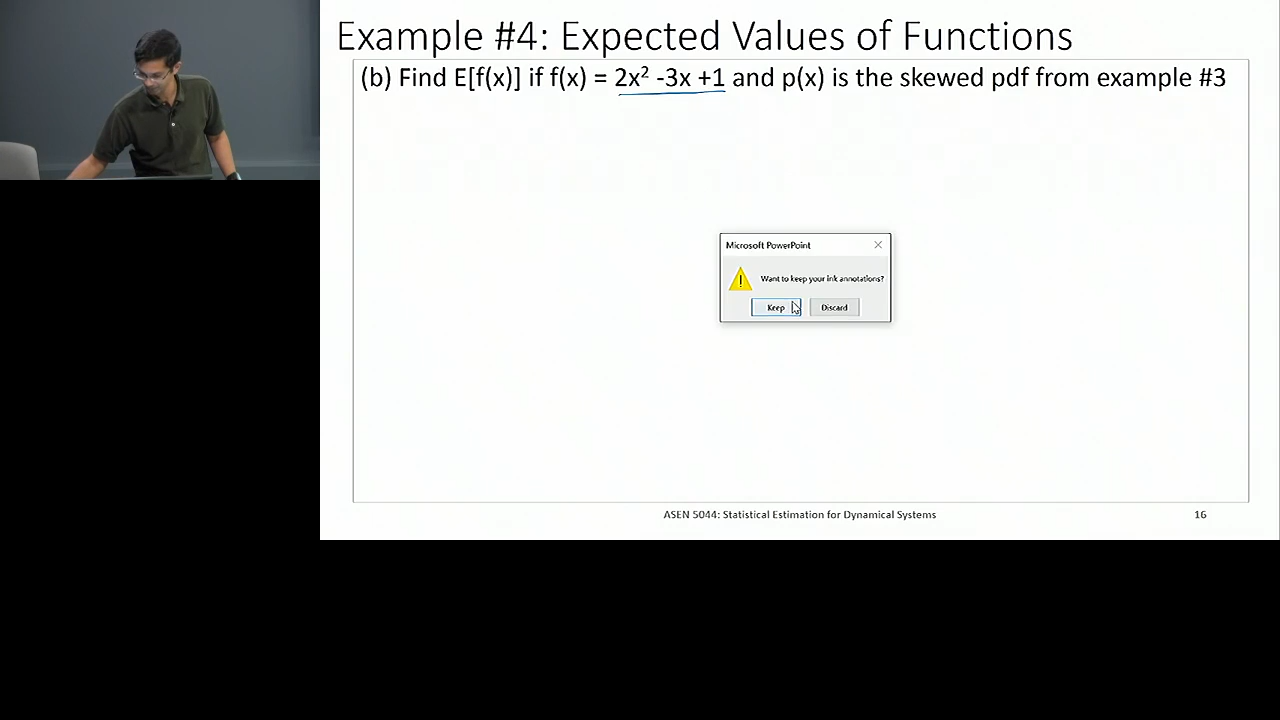 Example #4: Expected Values of Functions
(b) Find E[f(x)] if f(x) = 2x² -3x +1 and p(x) is the skewed pdf from example #3
Microsoft PowerPoint
Want to keep your ink annotations?
Keep Discard
ASEN 5044: Statistical Estimation for Dynamical Systems 16